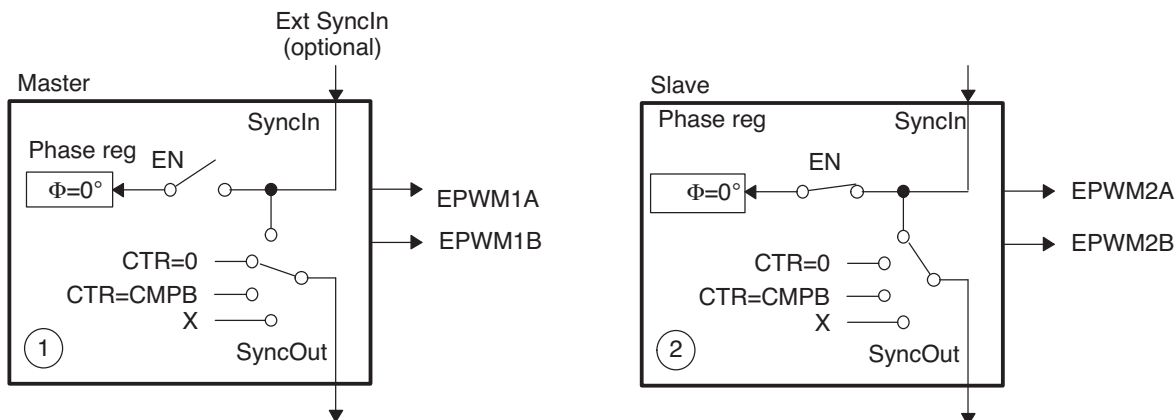 Ext SyncIn
(optional)
Master
SyncIn
Phase reg
EN
Φ=0°
EPWM1A
EPWM1B
CTR=0
CTR=CMPB
X
1
SyncOut
Slave
Phase reg
SyncIn
EN
Φ=0°
EPWM2A
EPWM2B
CTR=0
CTR=CMPB
X
2
SyncOut